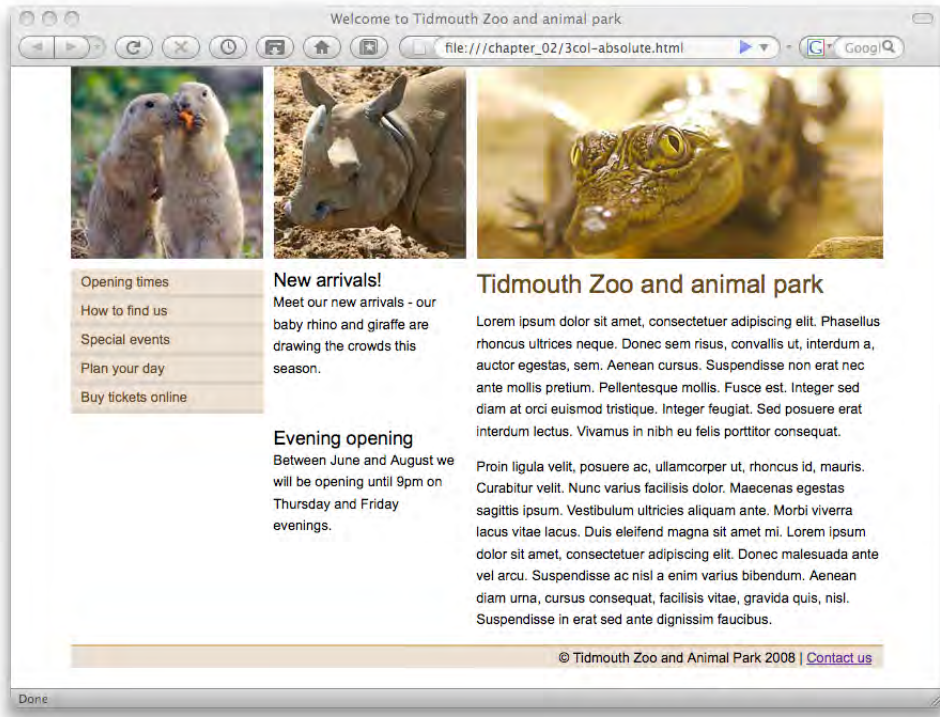 Welcome to Tidmouth Zoo and animal park
file:///chapter_02/3col-absolute.html
G Googl
Opening times
How to find us
Special events
Plan your day
Buy tickets online
New arrivals!
Meet our new arrivals - our
baby rhino and giraffe are
drawing the crowds this
season.
Evening opening
Between June and August we
will be opening until 9pm on
Thursday and Friday
evenings.
Tidmouth Zoo and animal park
Lorem ipsum dolor sit amet, consectetuer adipiscing elit. Phasellus
rhoncus ultrices neque. Donec sem risus, convallis ut, interdum a,
auctor egestas, sem. Aenean cursus. Suspendisse non erat nec
ante mollis pretium. Pellentesque mollis. Fusce est. Integer sed
diam at orci euismod tristique. Integer feugiat. Sed posuere erat
interdum lectus. Vivamus in nibh eu felis porttitor consequat.
Proin ligula velit, posuere ac, ullamcorper ut, rhoncus id, mauris.
Curabitur velit. Nunc varius facilisis dolor. Maecenas egestas
sagittis ipsum. Vestibulum ultricies aliquam ante. Morbi viverra
lacus vitae lacus. Duis eleifend magna sit amet mi. Lorem ipsum
dolor sit amet, consectetuer adipiscing elit. Donec malesuada ante
vel arcu. Suspendisse ac nisl a enim varius bibendum. Aenean
diam urna, cursus consequat, facilisis vitae, gravida quis, nisl.
Suspendisse in erat sed ante dignissim faucibus.
© Tidmouth Zoo and Animal Park 2008 | Contact us
Done